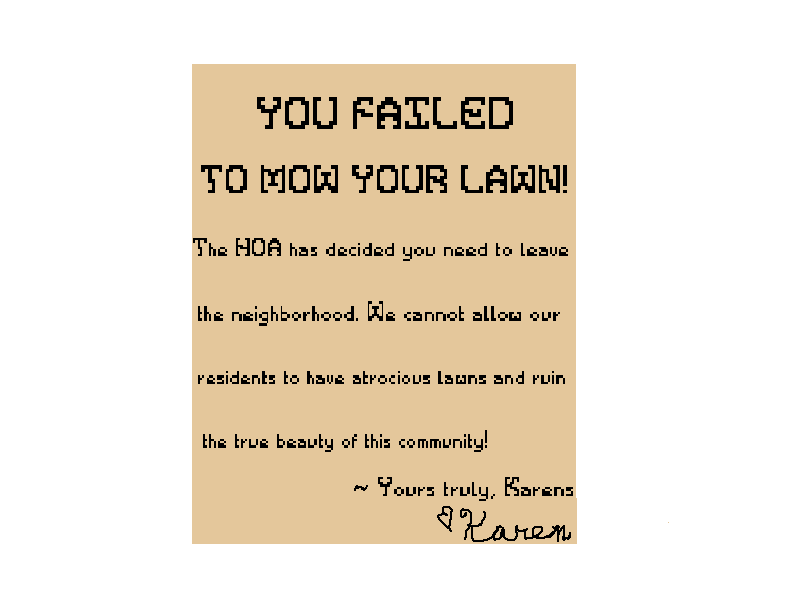 YOU FAILED
TO MOW YOUR LAWN!
The HOA has decided you need to leave
the neighborhood. We cannot allow our
residents to have atrocious lawns and ruin
the true beauty of this community!
~ Yours truly, Karens
♡Karen